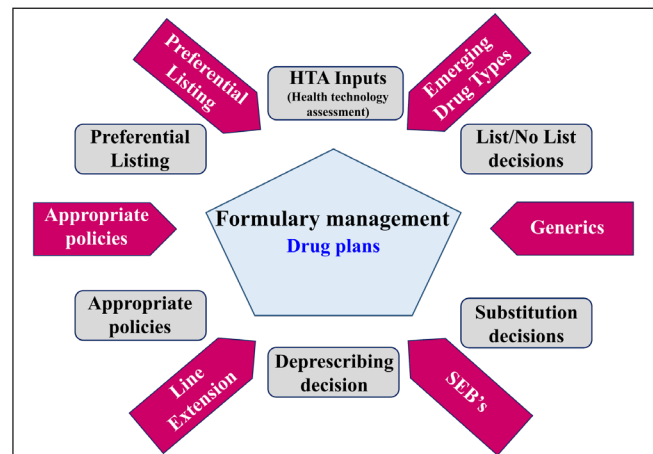 Preferential
Listing
HTA Inputs
(Health technology
assessment)
Emerging
Drug Types
Preferential
Listing
List/No List
decisions
Appropriate
policies
Formulary management
Drug plans
Generics
Appropriate
policies
Substitution
decisions
Line
Extension
Deprescribing
decision
SEB's